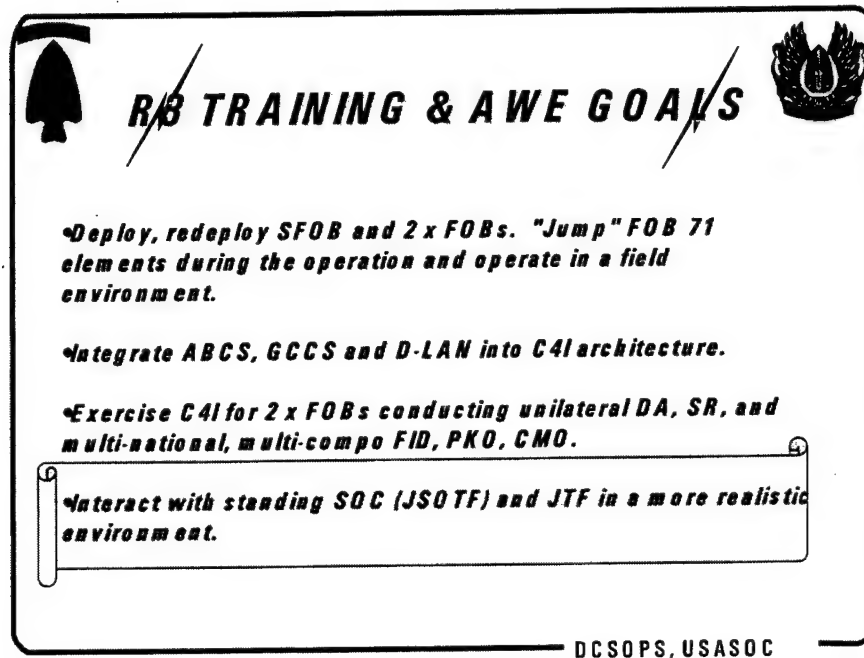 R/B TRAINING & AWE GOALS
•Deploy, redeploy SFOB and 2 x FOBs. "Jump" FOB 71
elements during the operation and operate in a field
environment.
•Integrate ABCS, GCCS and D-LAN into C4I architecture.
•Exercise C4I for 2 x FOBs conducting unilateral DA, SR, and
multi-national, multi-compo FID, PKO, CMO.
•Interact with standing SOC (JSOTF) and JTF in a more realistic
environment.
DCSOPS, USASOC